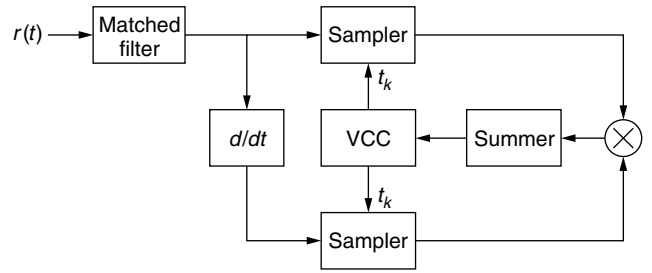 r(t)
Matched
filter
Sampler
t_k
d/dt
VCC
Summer
t_k
Sampler